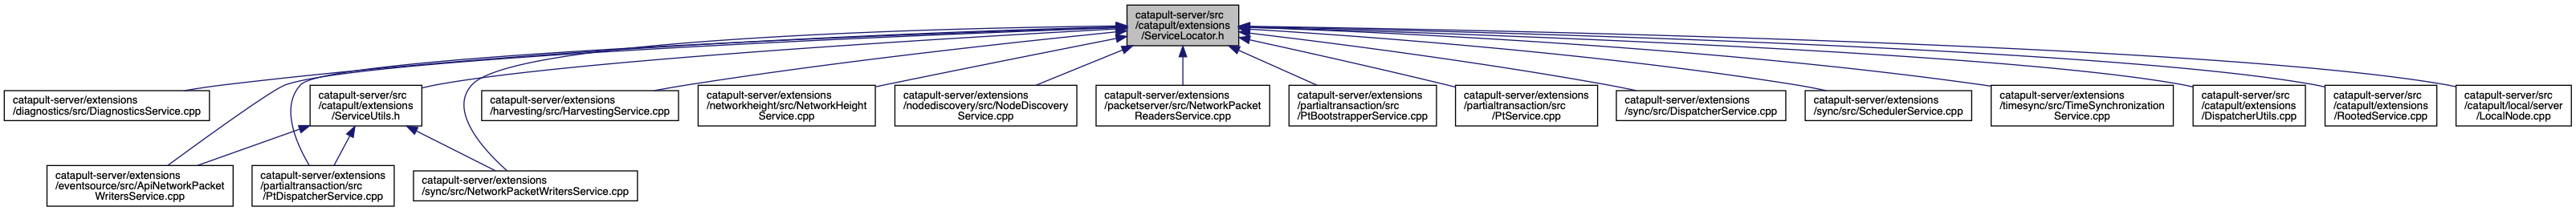 catapult-server/src
/catapult/extensions
/ServiceLocator.h
catapult-server/extensions
/diagnostics/src/DiagnosticsService.cpp
catapult-server/src
/catapult/extensions
/ServiceUtils.h
catapult-server/extensions
/harvesting/src/HarvestingService.cpp
catapult-server/extensions
/networkheight/src/NetworkHeight
Service.cpp
catapult-server/extensions
/nodediscovery/src/NodeDiscovery
Service.cpp
catapult-server/extensions
/packetserver/src/NetworkPacket
ReadersService.cpp
catapult-server/extensions
/partialtransaction/src
/PtBootstrapperService.cpp
catapult-server/extensions
/partialtransaction/src
/PtService.cpp
catapult-server/extensions
/sync/src/DispatcherService.cpp
catapult-server/extensions
/sync/src/SchedulerService.cpp
catapult-server/extensions
/timesync/src/TimeSynchronization
Service.cpp
catapult-server/src
/catapult/extensions
/DispatcherUtils.cpp
catapult-server/src
/catapult/extensions
/RootedService.cpp
catapult-server/src
/catapult/local/server
/LocalNode.cpp
catapult-server/extensions
/eventsource/src/ApiNetworkPacket
WritersService.cpp
catapult-server/extensions
/partialtransaction/src
/PtDispatcherService.cpp
catapult-server/extensions
/sync/src/NetworkPacketWritersService.cpp